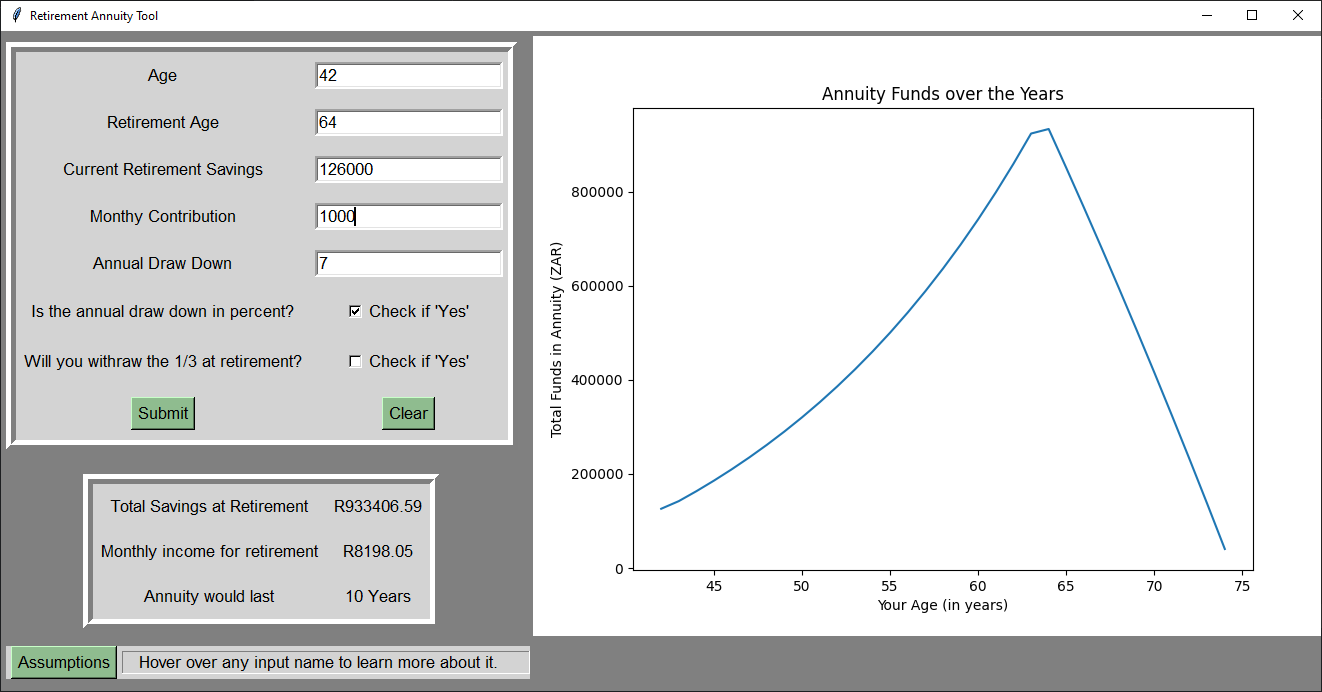 Retirement Annuity Tool
Age 42
Retirement Age 64
Current Retirement Savings 126000
Monthy Contribution 1000
Annual Draw Down 7
Is the annual draw down in percent? Check if 'Yes'
Will you withraw the 1/3 at retirement? Check if 'Yes'
Submit Clear
Total Savings at Retirement R933406.59
Monthly income for retirement R8198.05
Annuity would last 10 Years
Assumptions Hover over any input name to learn more about it.
Annuity Funds over the Years
Total Funds in Annuity (ZAR)
800000
600000
400000
200000
0
45 50 55 60 65 70 75
Your Age (in years)